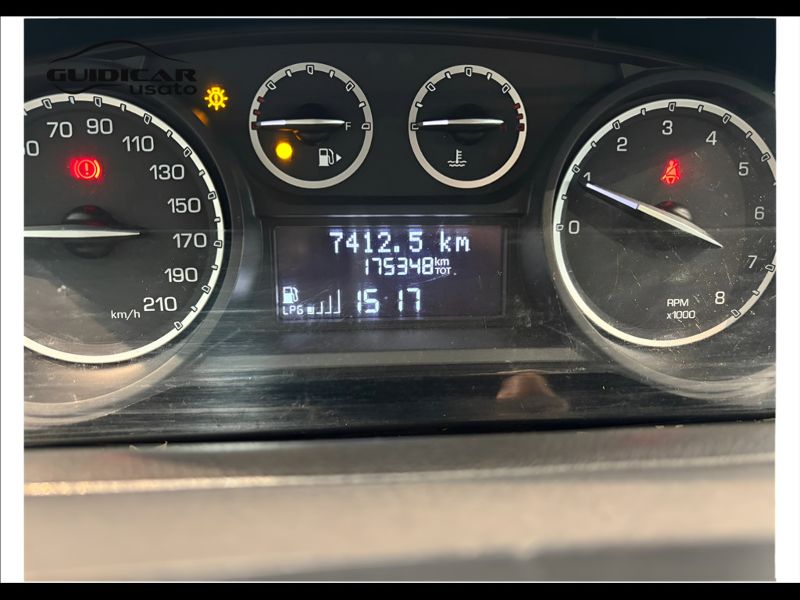 GUIDICAR
usato
70 90 110 130 150 170 190 210
km/h
F
H
7412.5 km
175348 km TOT
LPG 15 17
0 1 2 3 4 5 6 7 8
RPM
x1000